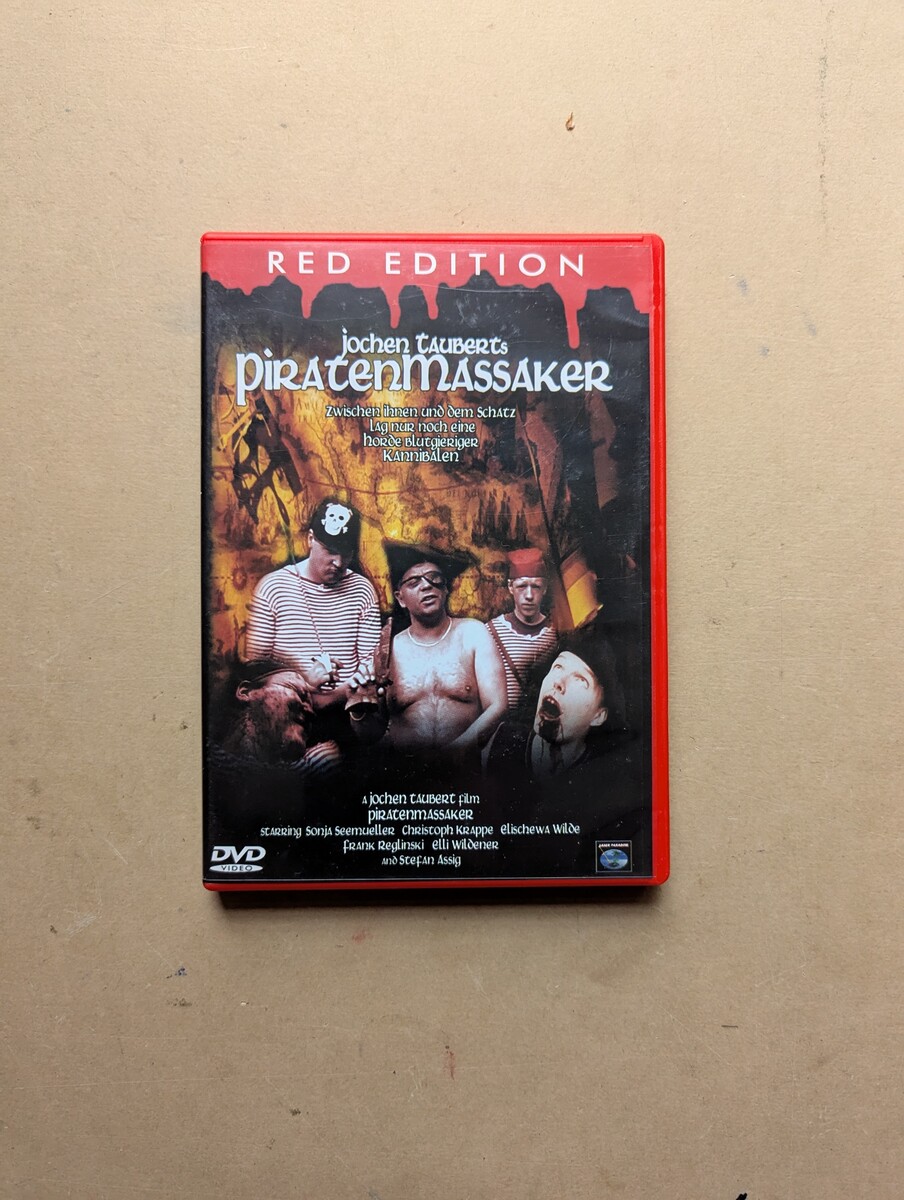 RED EDITION
Jochen Tauberts
Piratenmassaker
Zwischen ihnen und dem Schatz
lag nur noch eine
Horde blutgieriger
Kannibalen
A Jochen Taubert film
Piratenmassaker
starring Sonja Seemueller Christoph Krappe Elischewa Wilde
Frank Reglinski Elli Wildener
and Stefan Assig
DVD
VIDEO